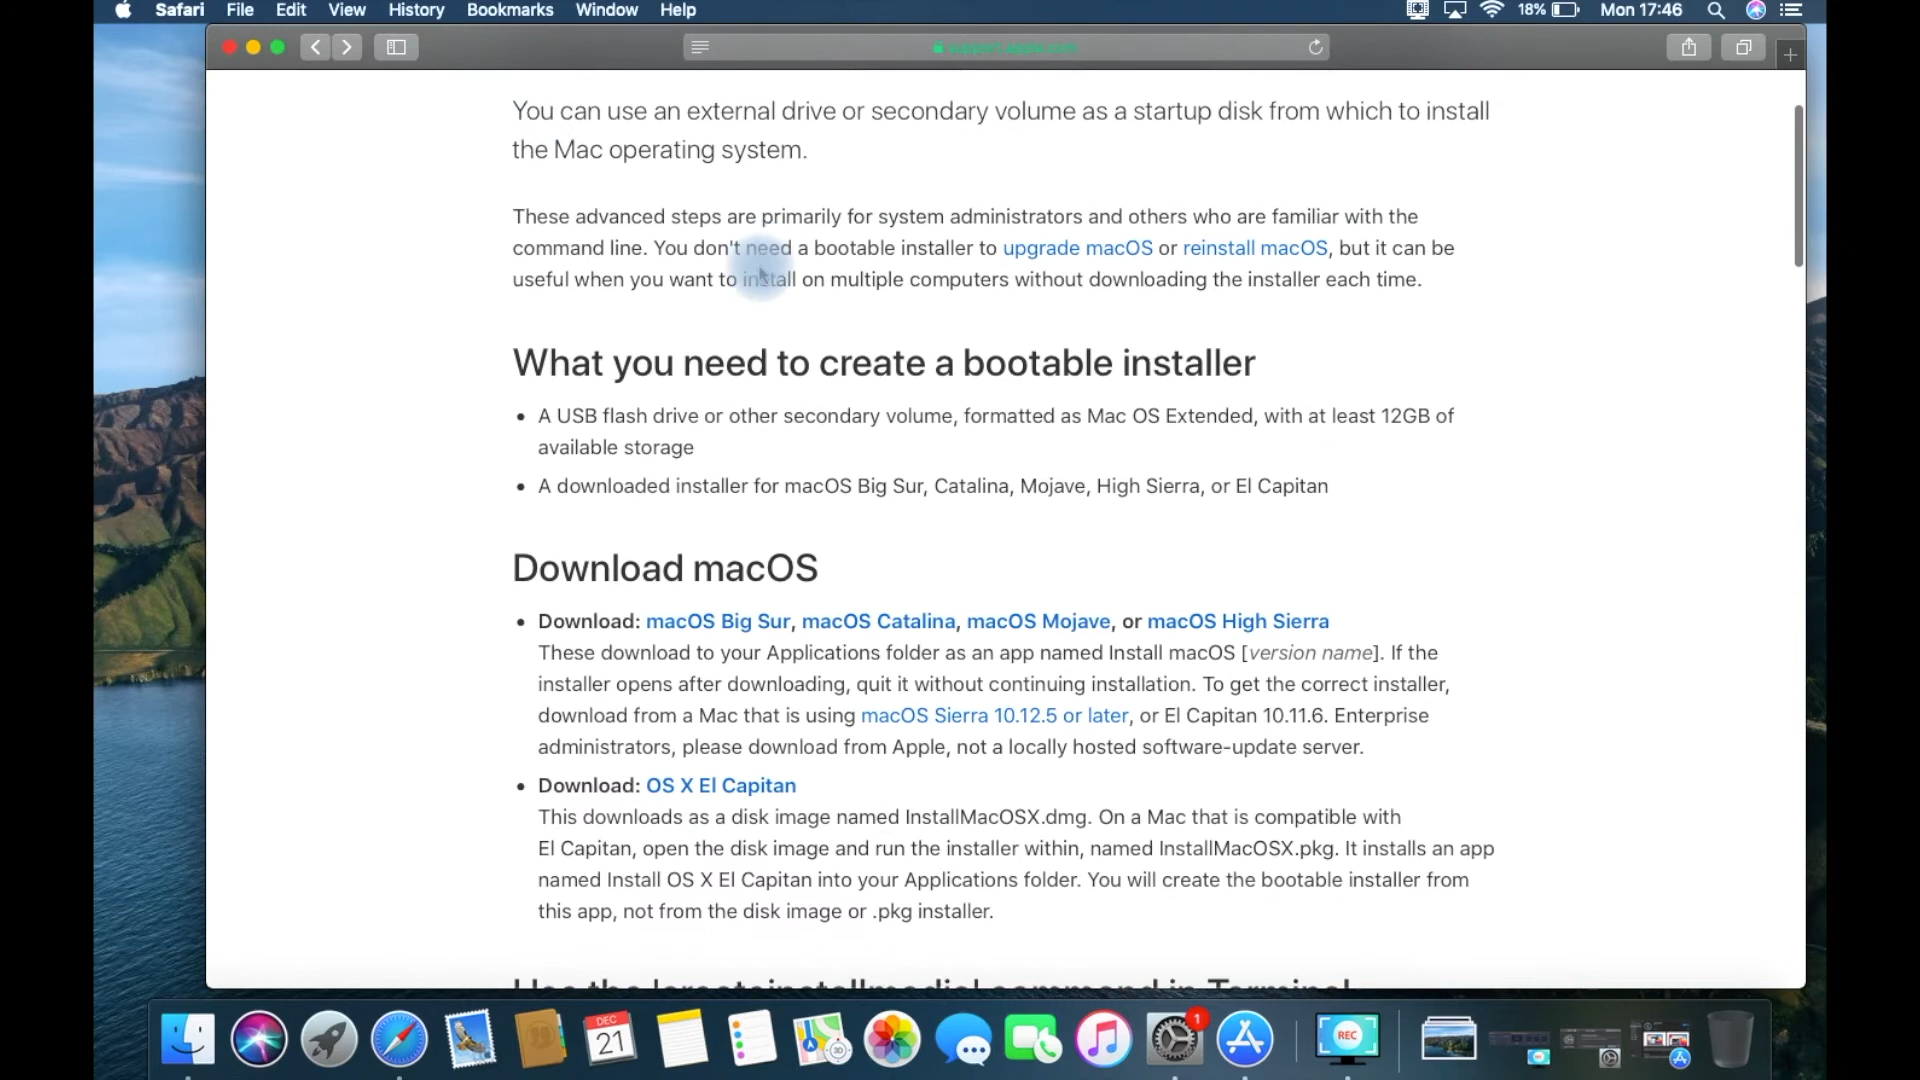 Safari File Edit View History Bookmarks Window Help 18% Mon 17:46
support.apple.com
You can use an external drive or secondary volume as a startup disk from which to install
the Mac operating system.
These advanced steps are primarily for system administrators and others who are familiar with the
command line. You don't need a bootable installer to upgrade macOS or reinstall macOS, but it can be
useful when you want to install on multiple computers without downloading the installer each time.
What you need to create a bootable installer
• A USB flash drive or other secondary volume, formatted as Mac OS Extended, with at least 12GB of
available storage
• A downloaded installer for macOS Big Sur, Catalina, Mojave, High Sierra, or El Capitan
Download macOS
• Download: macOS Big Sur, macOS Catalina, macOS Mojave, or macOS High Sierra
These download to your Applications folder as an app named Install macOS [version name]. If the
installer opens after downloading, quit it without continuing installation. To get the correct installer,
download from a Mac that is using macOS Sierra 10.12.5 or later, or El Capitan 10.11.6. Enterprise
administrators, please download from Apple, not a locally hosted software-update server.
• Download: OS X El Capitan
This downloads as a disk image named InstallMacOSX.dmg. On a Mac that is compatible with
El Capitan, open the disk image and run the installer within, named InstallMacOSX.pkg. It installs an app
named Install OS X El Capitan into your Applications folder. You will create the bootable installer from
this app, not from the disk image or .pkg installer.
Use the 'createinstallmedia' command in Terminal
DEC
21
3D
1
REC